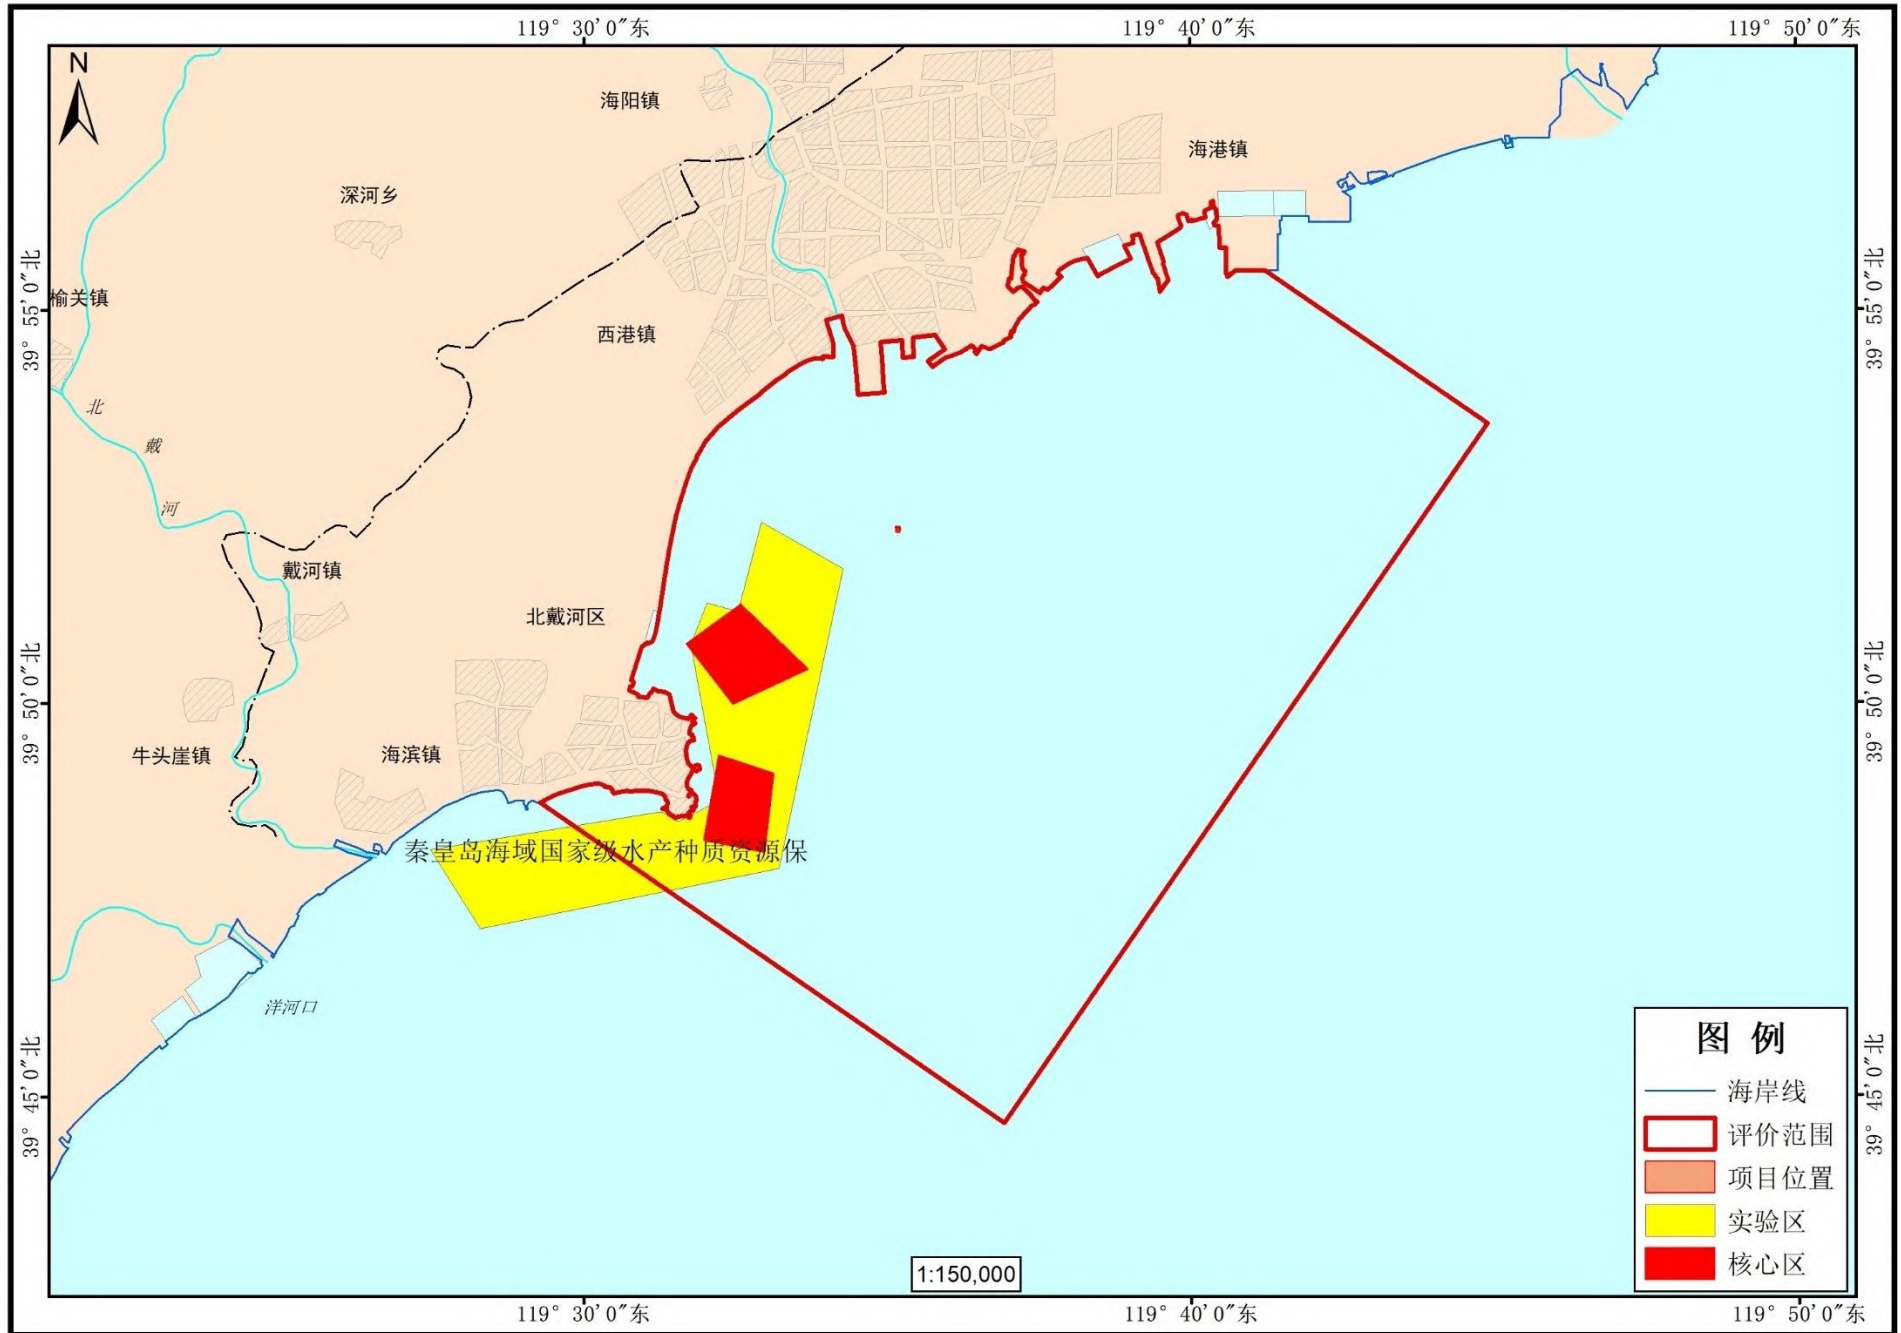 119° 30′0″东
119° 40′0″东
119° 50′0″东
N
海阳镇
海港镇
深河乡
39° 55′0″北
39° 55′0″北
榆关镇
西港镇
北
戴
河
戴河镇
北戴河区
39° 50′0″北
39° 50′0″北
牛头崖镇
海滨镇
秦皇岛海域国家级水产种质资源保
洋河口
39° 45′0″北
39° 45′0″北
图 例
海岸线
评价范围
项目位置
实验区
核心区
1:150,000
119° 30′0″东
119° 40′0″东
119° 50′0″东